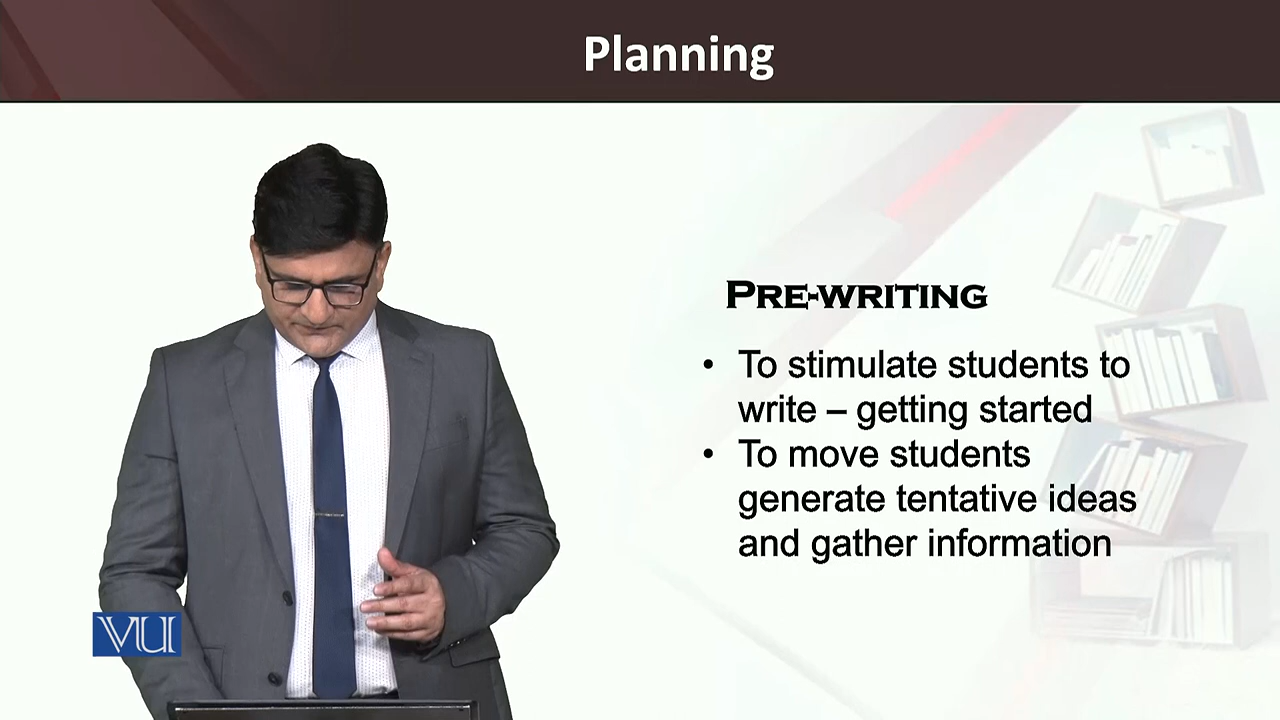 Planning
PRE-WRITING
• To stimulate students to
write – getting started
• To move students
generate tentative ideas
and gather information
VU